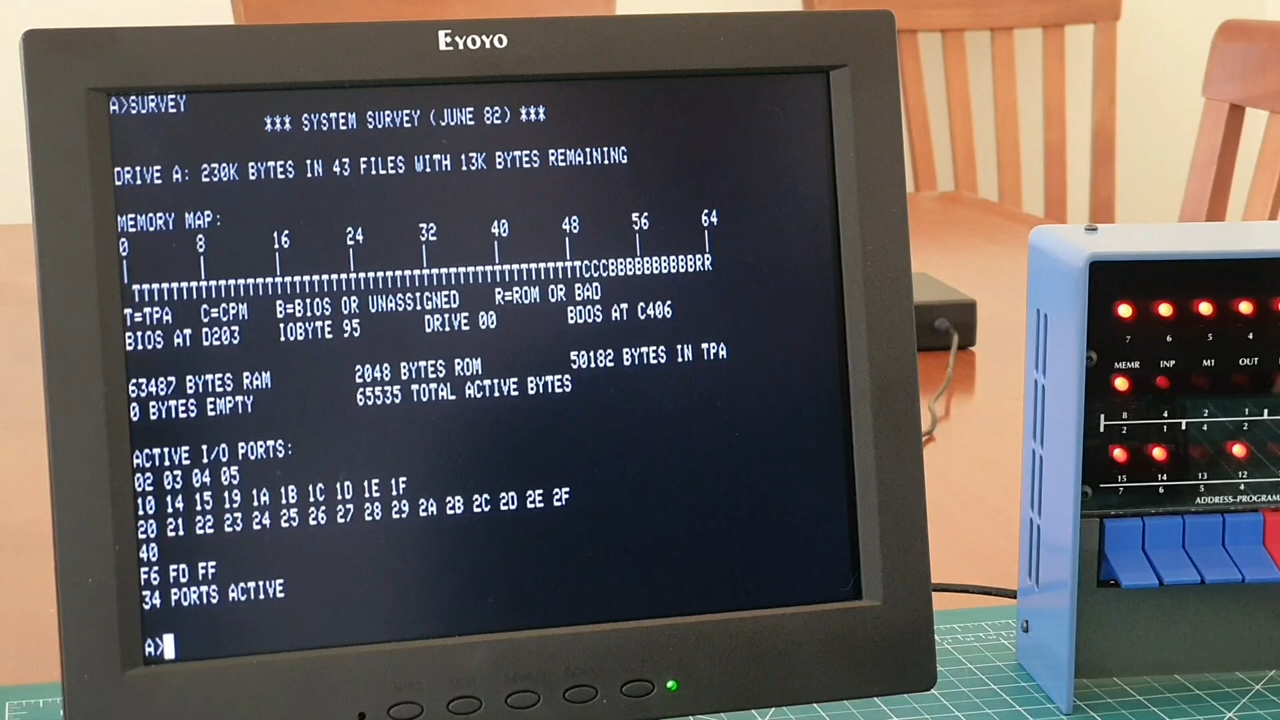 EYOYO
A>SURVEY
*** SYSTEM SURVEY (JUNE 82) ***
DRIVE A: 230K BYTES IN 43 FILES WITH 13K BYTES REMAINING
MEMORY MAP:
0 8 16 24 32 40 48 56 64
| | | | | | | | |
TTTTTTTTTTTTTTTTTTTTTTTTTTTTTTTTTTTTTTTTTTTTTTTTTCCCBBBBBBBBBBRR
T=TPA C=CPM B=BIOS OR UNASSIGNED R=ROM OR BAD
BIOS AT D203 IOBYTE 95 DRIVE 00 BDOS AT C406
63487 BYTES RAM 2048 BYTES ROM 50182 BYTES IN TPA
0 BYTES EMPTY 65535 TOTAL ACTIVE BYTES
ACTIVE I/O PORTS:
02 03 04 05
10 14 15 19 1A 1B 1C 1D 1E 1F
20 21 22 23 24 25 26 27 28 29 2A 2B 2C 2D 2E 2F
40
F6 FD FF
34 PORTS ACTIVE
A>
7 6 5 4
MEMR INP M1 OUT
8 4 2 1
2 1 4 2
15 14 13 12
7 6 5 4
ADDRESS-PROGRAM